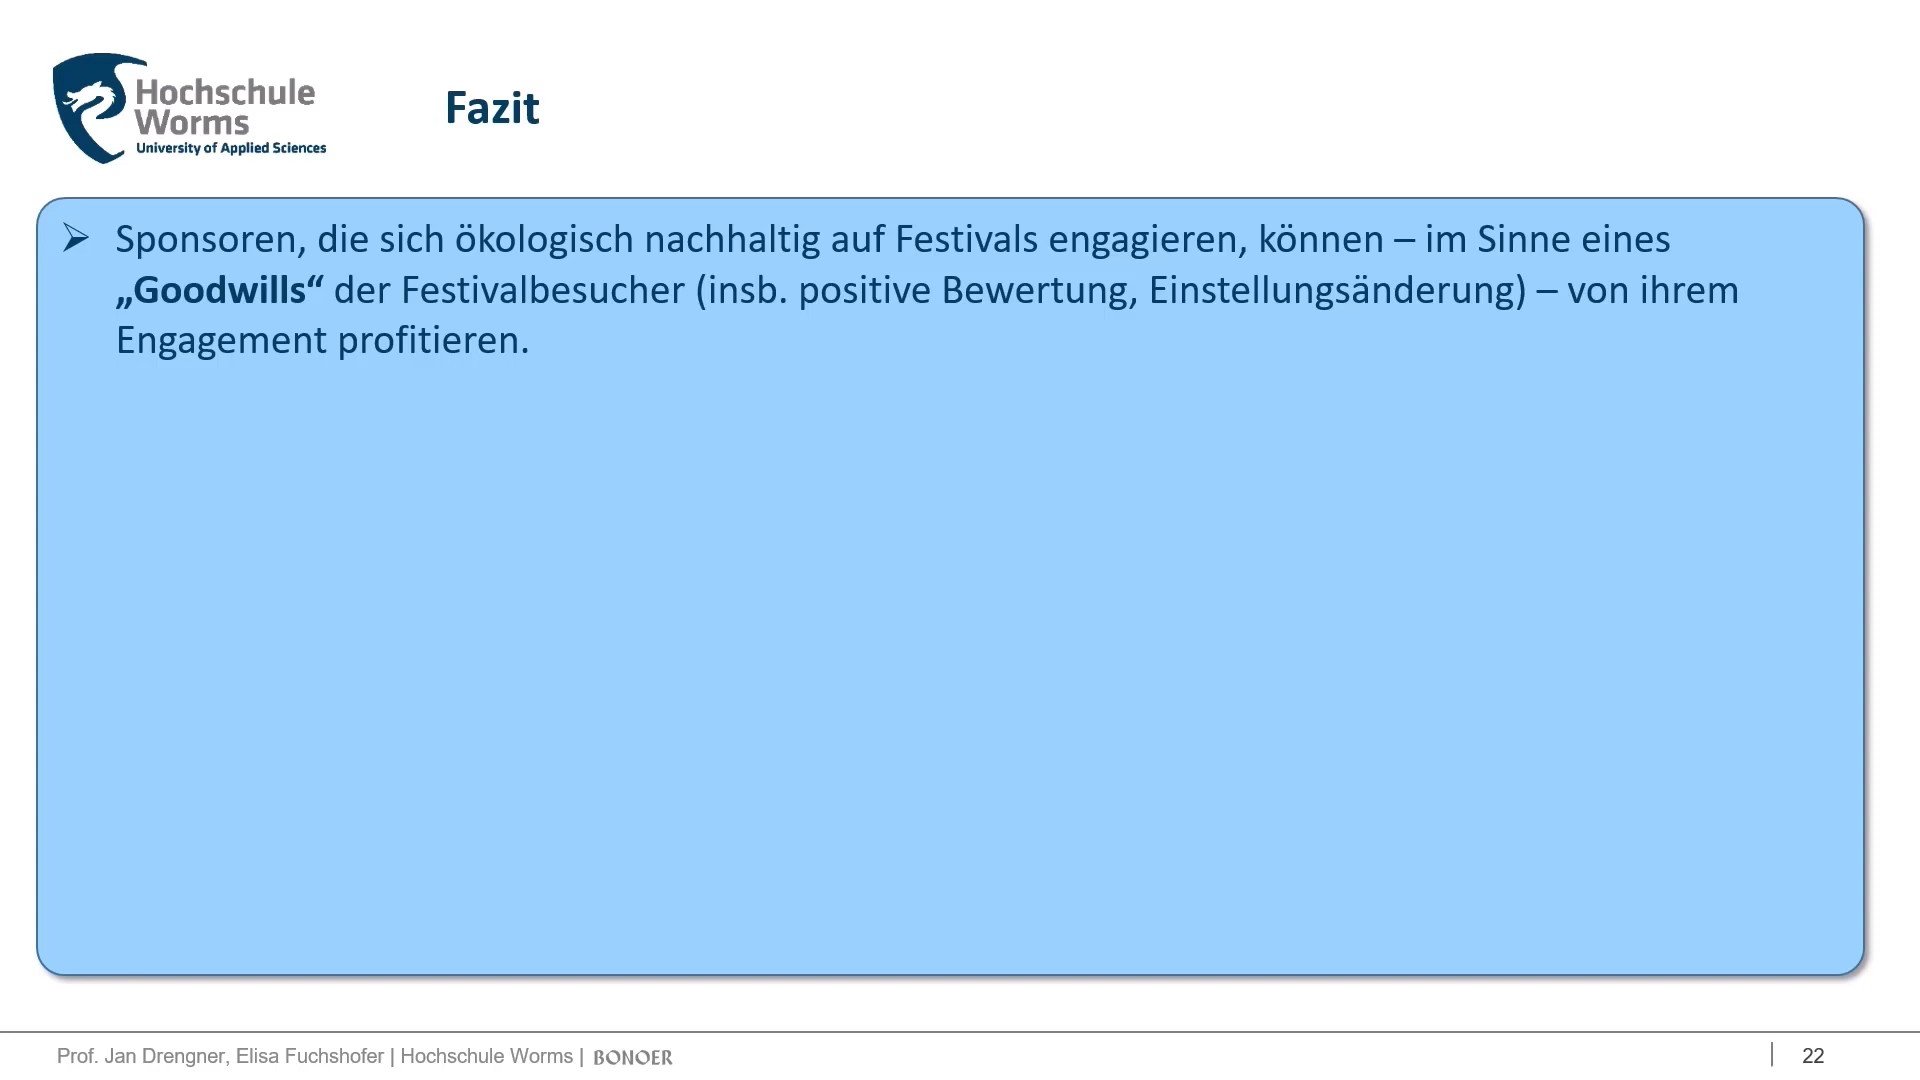 Hochschule
Worms
University of Applied Sciences
Fazit
Sponsoren, die sich ökologisch nachhaltig auf Festivals engagieren, können – im Sinne eines
„Goodwills“ der Festivalbesucher (insb. positive Bewertung, Einstellungsänderung) – von ihrem
Engagement profitieren.
Prof. Jan Drengner, Elisa Fuchshofer | Hochschule Worms | BONOER
22